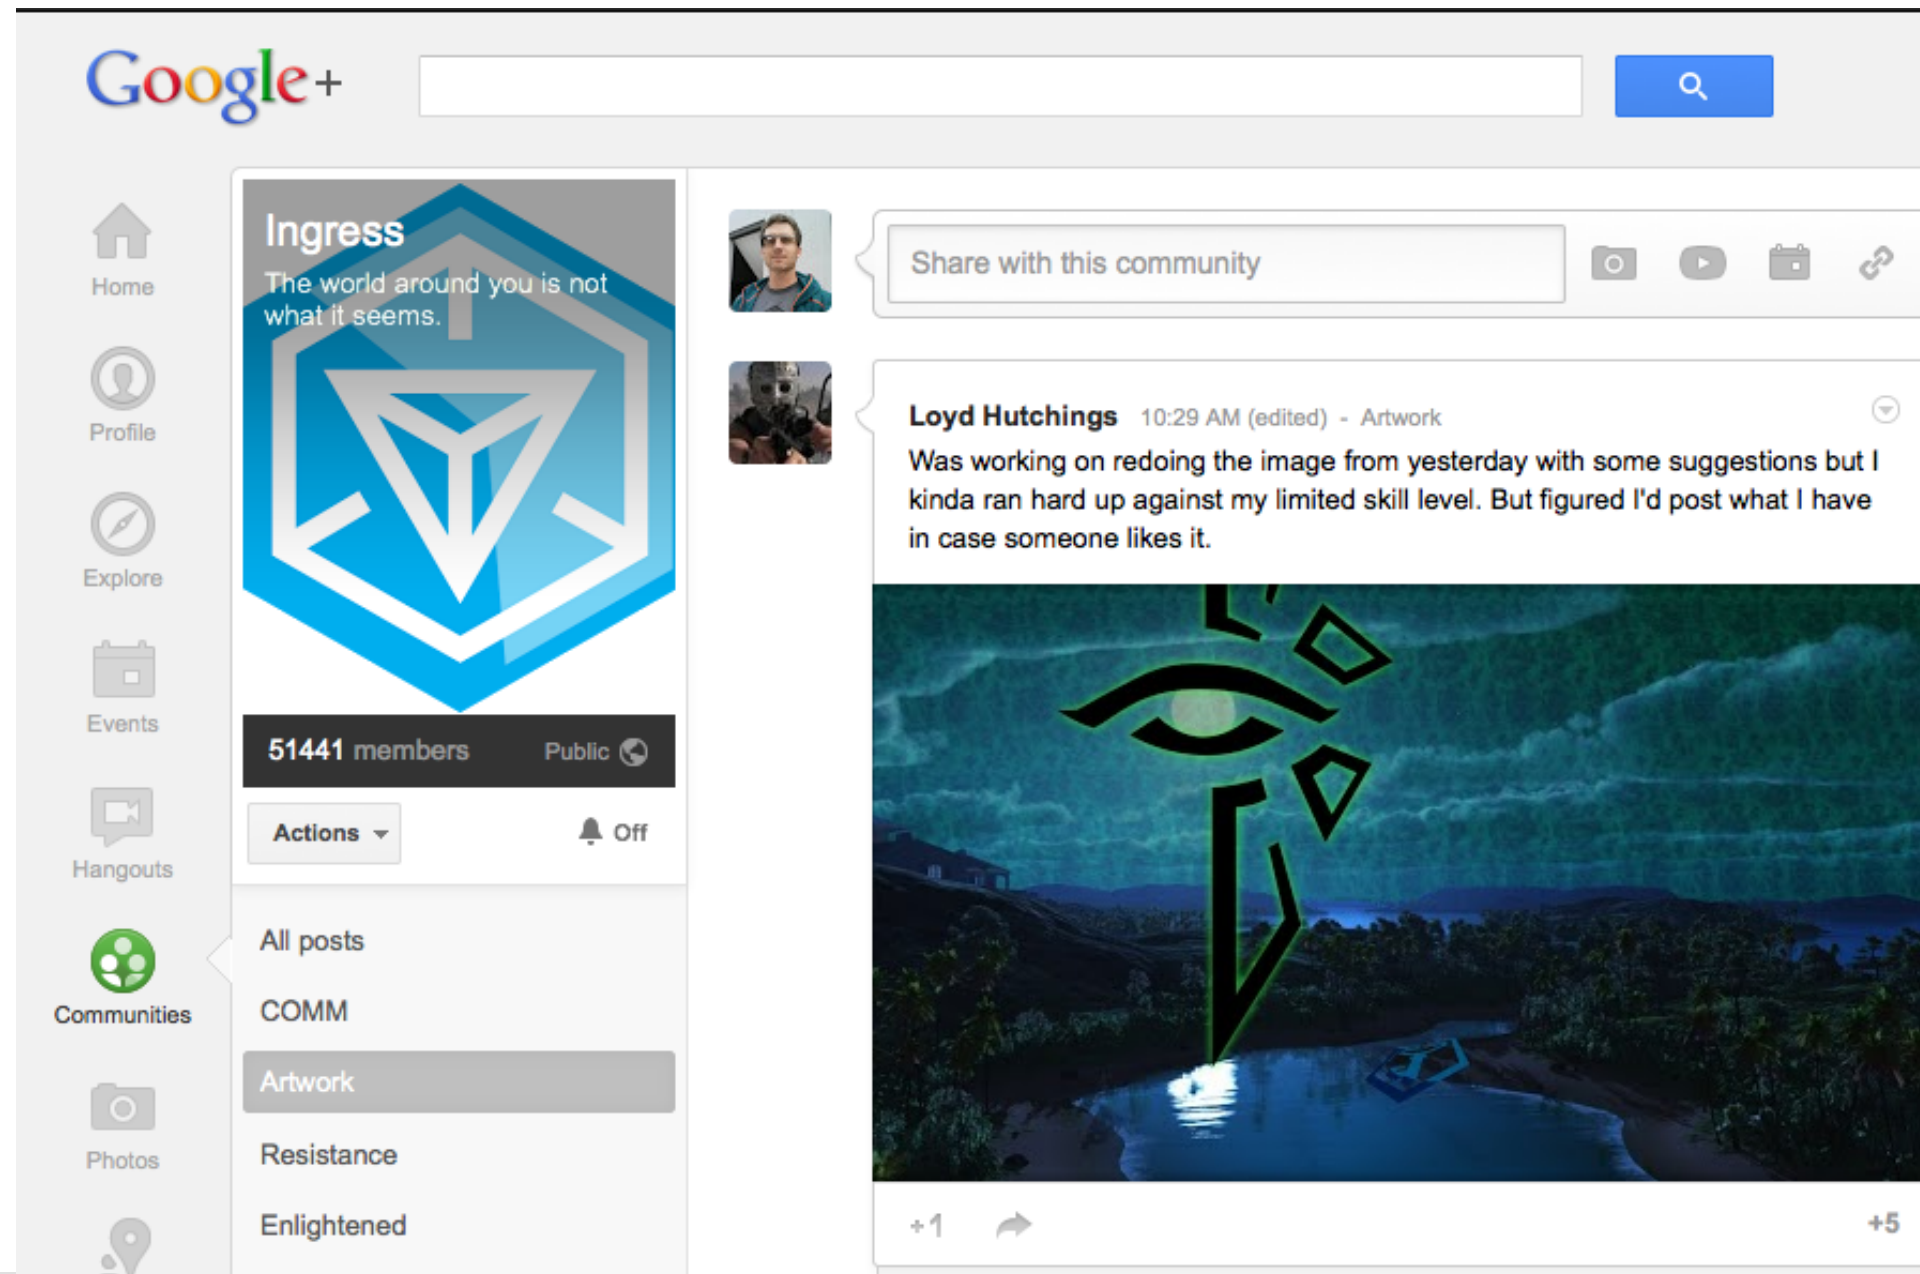 Google+
Home
Profile
Explore
Events
Hangouts
Communities
Photos
Ingress
The world around you is not
what it seems.
51441 members Public
Actions Off
All posts
COMM
Artwork
Resistance
Enlightened
Share with this community
Loyd Hutchings 10:29 AM (edited) - Artwork
Was working on redoing the image from yesterday with some suggestions but I
kinda ran hard up against my limited skill level. But figured I'd post what I have
in case someone likes it.
+1 +5